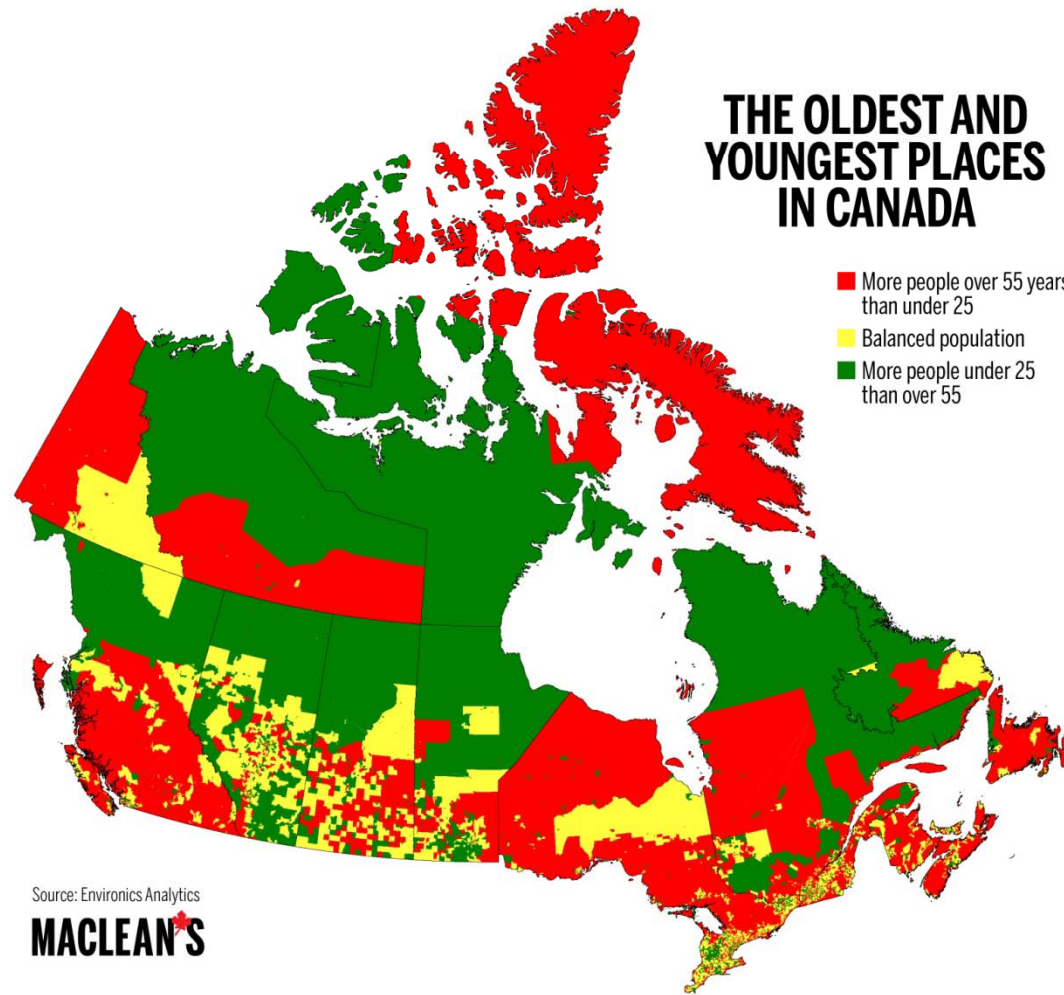 THE OLDEST AND
YOUNGEST PLACES
IN CANADA
More people over 55 years
than under 25
Balanced population
More people under 25
than over 55
Source: Environics Analytics
MACLEAN'S